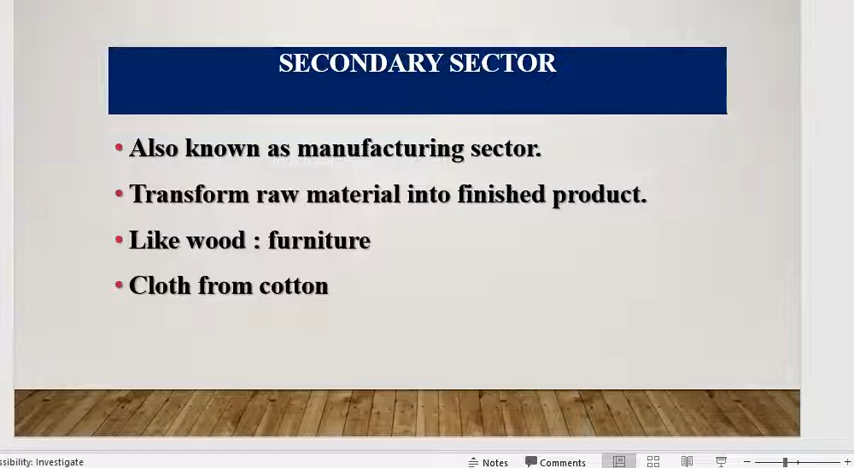 SECONDARY SECTOR
• Also known as manufacturing sector.
• Transform raw material into finished product.
• Like wood : furniture
• Cloth from cotton
ssibility: Investigate Notes Comments